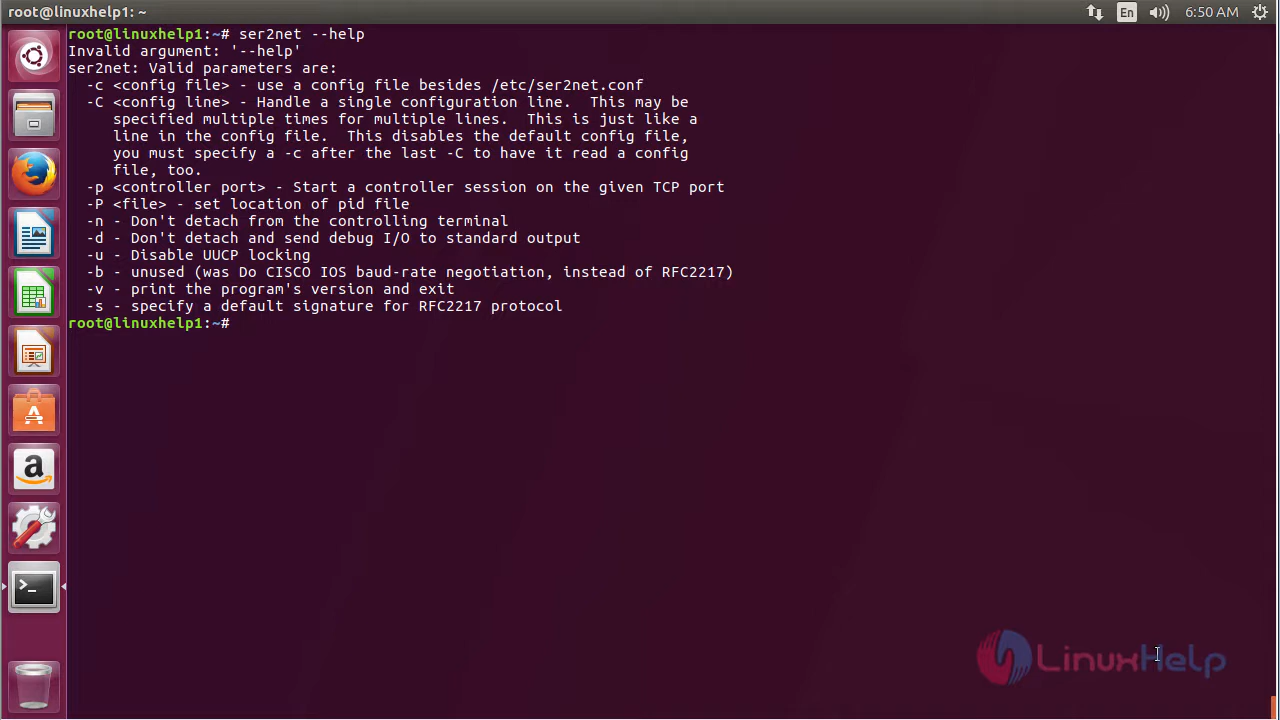 root@linuxhelp1: ~
En
6:50 AM
root@linuxhelp1:~# ser2net --help
Invalid argument: '--help'
ser2net: Valid parameters are:
-c <config file> - use a config file besides /etc/ser2net.conf
-C <config line> - Handle a single configuration line.  This may be
specified multiple times for multiple lines.  This is just like a
line in the config file.  This disables the default config file,
you must specify a -c after the last -C to have it read a config
file, too.
-p <controller port> - Start a controller session on the given TCP port
-P <file> - set location of pid file
-n - Don't detach from the controlling terminal
-d - Don't detach and send debug I/O to standard output
-u - Disable UUCP locking
-b - unused (was Do CISCO IOS baud-rate negotiation, instead of RFC2217)
-v - print the program's version and exit
-s - specify a default signature for RFC2217 protocol
root@linuxhelp1:~#
LinuxHelp